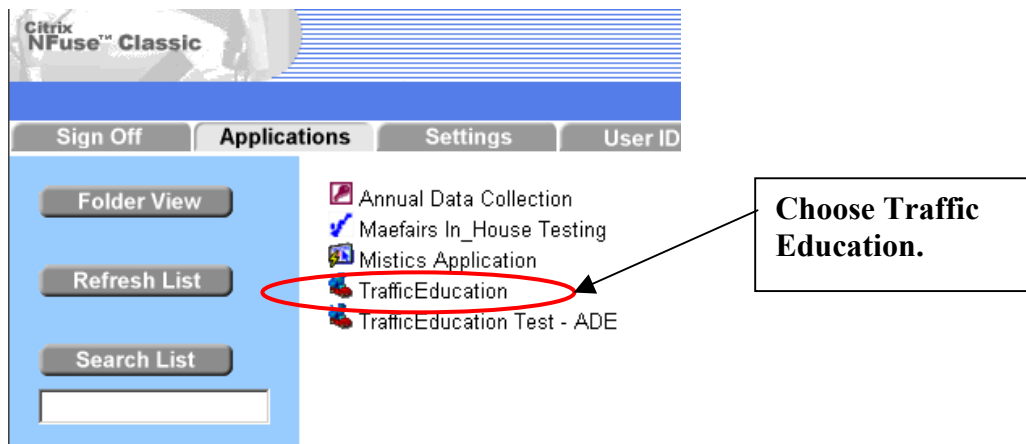 Citrix
NFuse™ Classic
Sign Off
Applications
Settings
User ID
Folder View
Refresh List
Search List
Annual Data Collection
Maefairs In_House Testing
Mistics Application
TrafficEducation
TrafficEducation Test - ADE
Choose Traffic
Education.